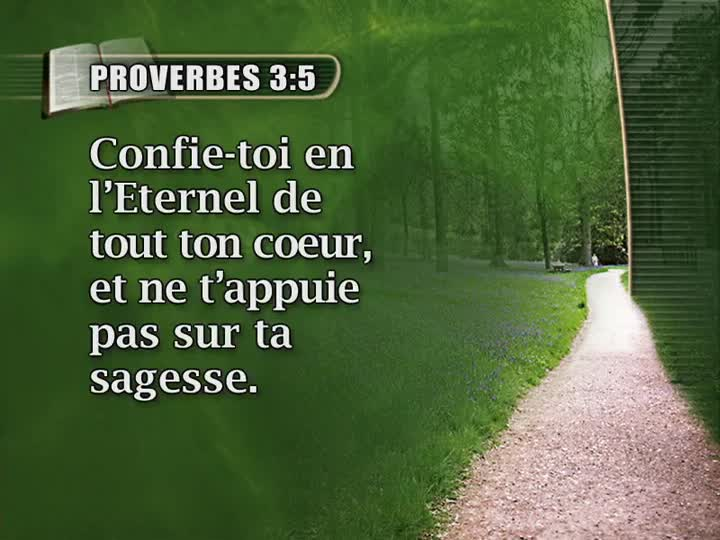 PROVERBES 3:5
Confie-toi en
l'Eternel de
tout ton coeur,
et ne t'appuie
pas sur ta
sagesse.